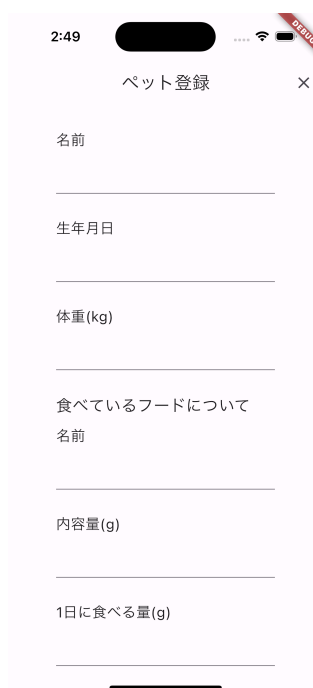 2:49
DEBUG
ペット登録
名前
生年月日
体重(kg)
食べているフードについて
名前
内容量(g)
1日に食べる量(g)